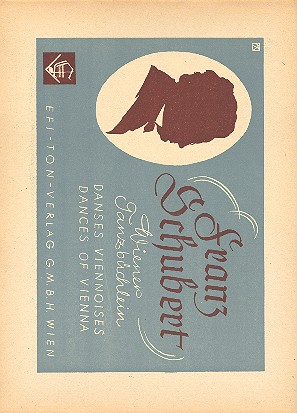 Franz
Schubert
Wiener
Tanzbüchlein
DANSES VIENNOISES
DANCES OF VIENNA
EFI-TON-VERLAG G.M.B.H. WIEN